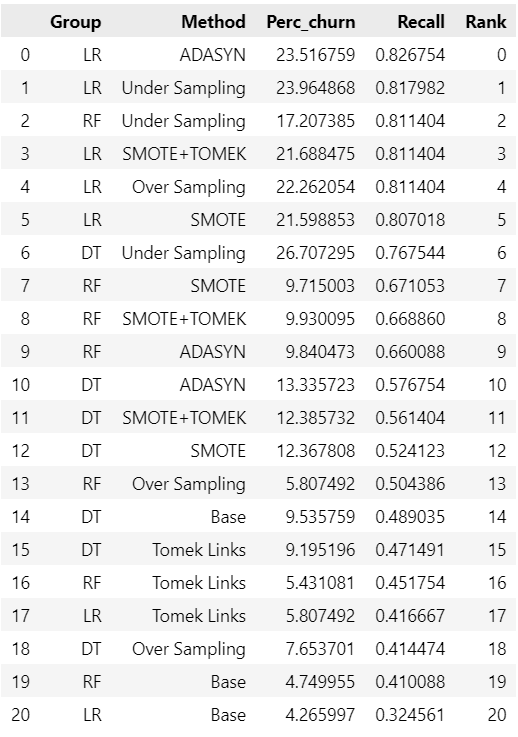 Group Method Perc_churn Recall Rank
0 LR ADASYN 23.516759 0.826754 0
1 LR Under Sampling 23.964868 0.817982 1
2 RF Under Sampling 17.207385 0.811404 2
3 LR SMOTE+TOMEK 21.688475 0.811404 3
4 LR Over Sampling 22.262054 0.811404 4
5 LR SMOTE 21.598853 0.807018 5
6 DT Under Sampling 26.707295 0.767544 6
7 RF SMOTE 9.715003 0.671053 7
8 RF SMOTE+TOMEK 9.930095 0.668860 8
9 RF ADASYN 9.840473 0.660088 9
10 DT ADASYN 13.335723 0.576754 10
11 DT SMOTE+TOMEK 12.385732 0.561404 11
12 DT SMOTE 12.367808 0.524123 12
13 RF Over Sampling 5.807492 0.504386 13
14 DT Base 9.535759 0.489035 14
15 DT Tomek Links 9.195196 0.471491 15
16 RF Tomek Links 5.431081 0.451754 16
17 LR Tomek Links 5.807492 0.416667 17
18 DT Over Sampling 7.653701 0.414474 18
19 RF Base 4.749955 0.410088 19
20 LR Base 4.265997 0.324561 20